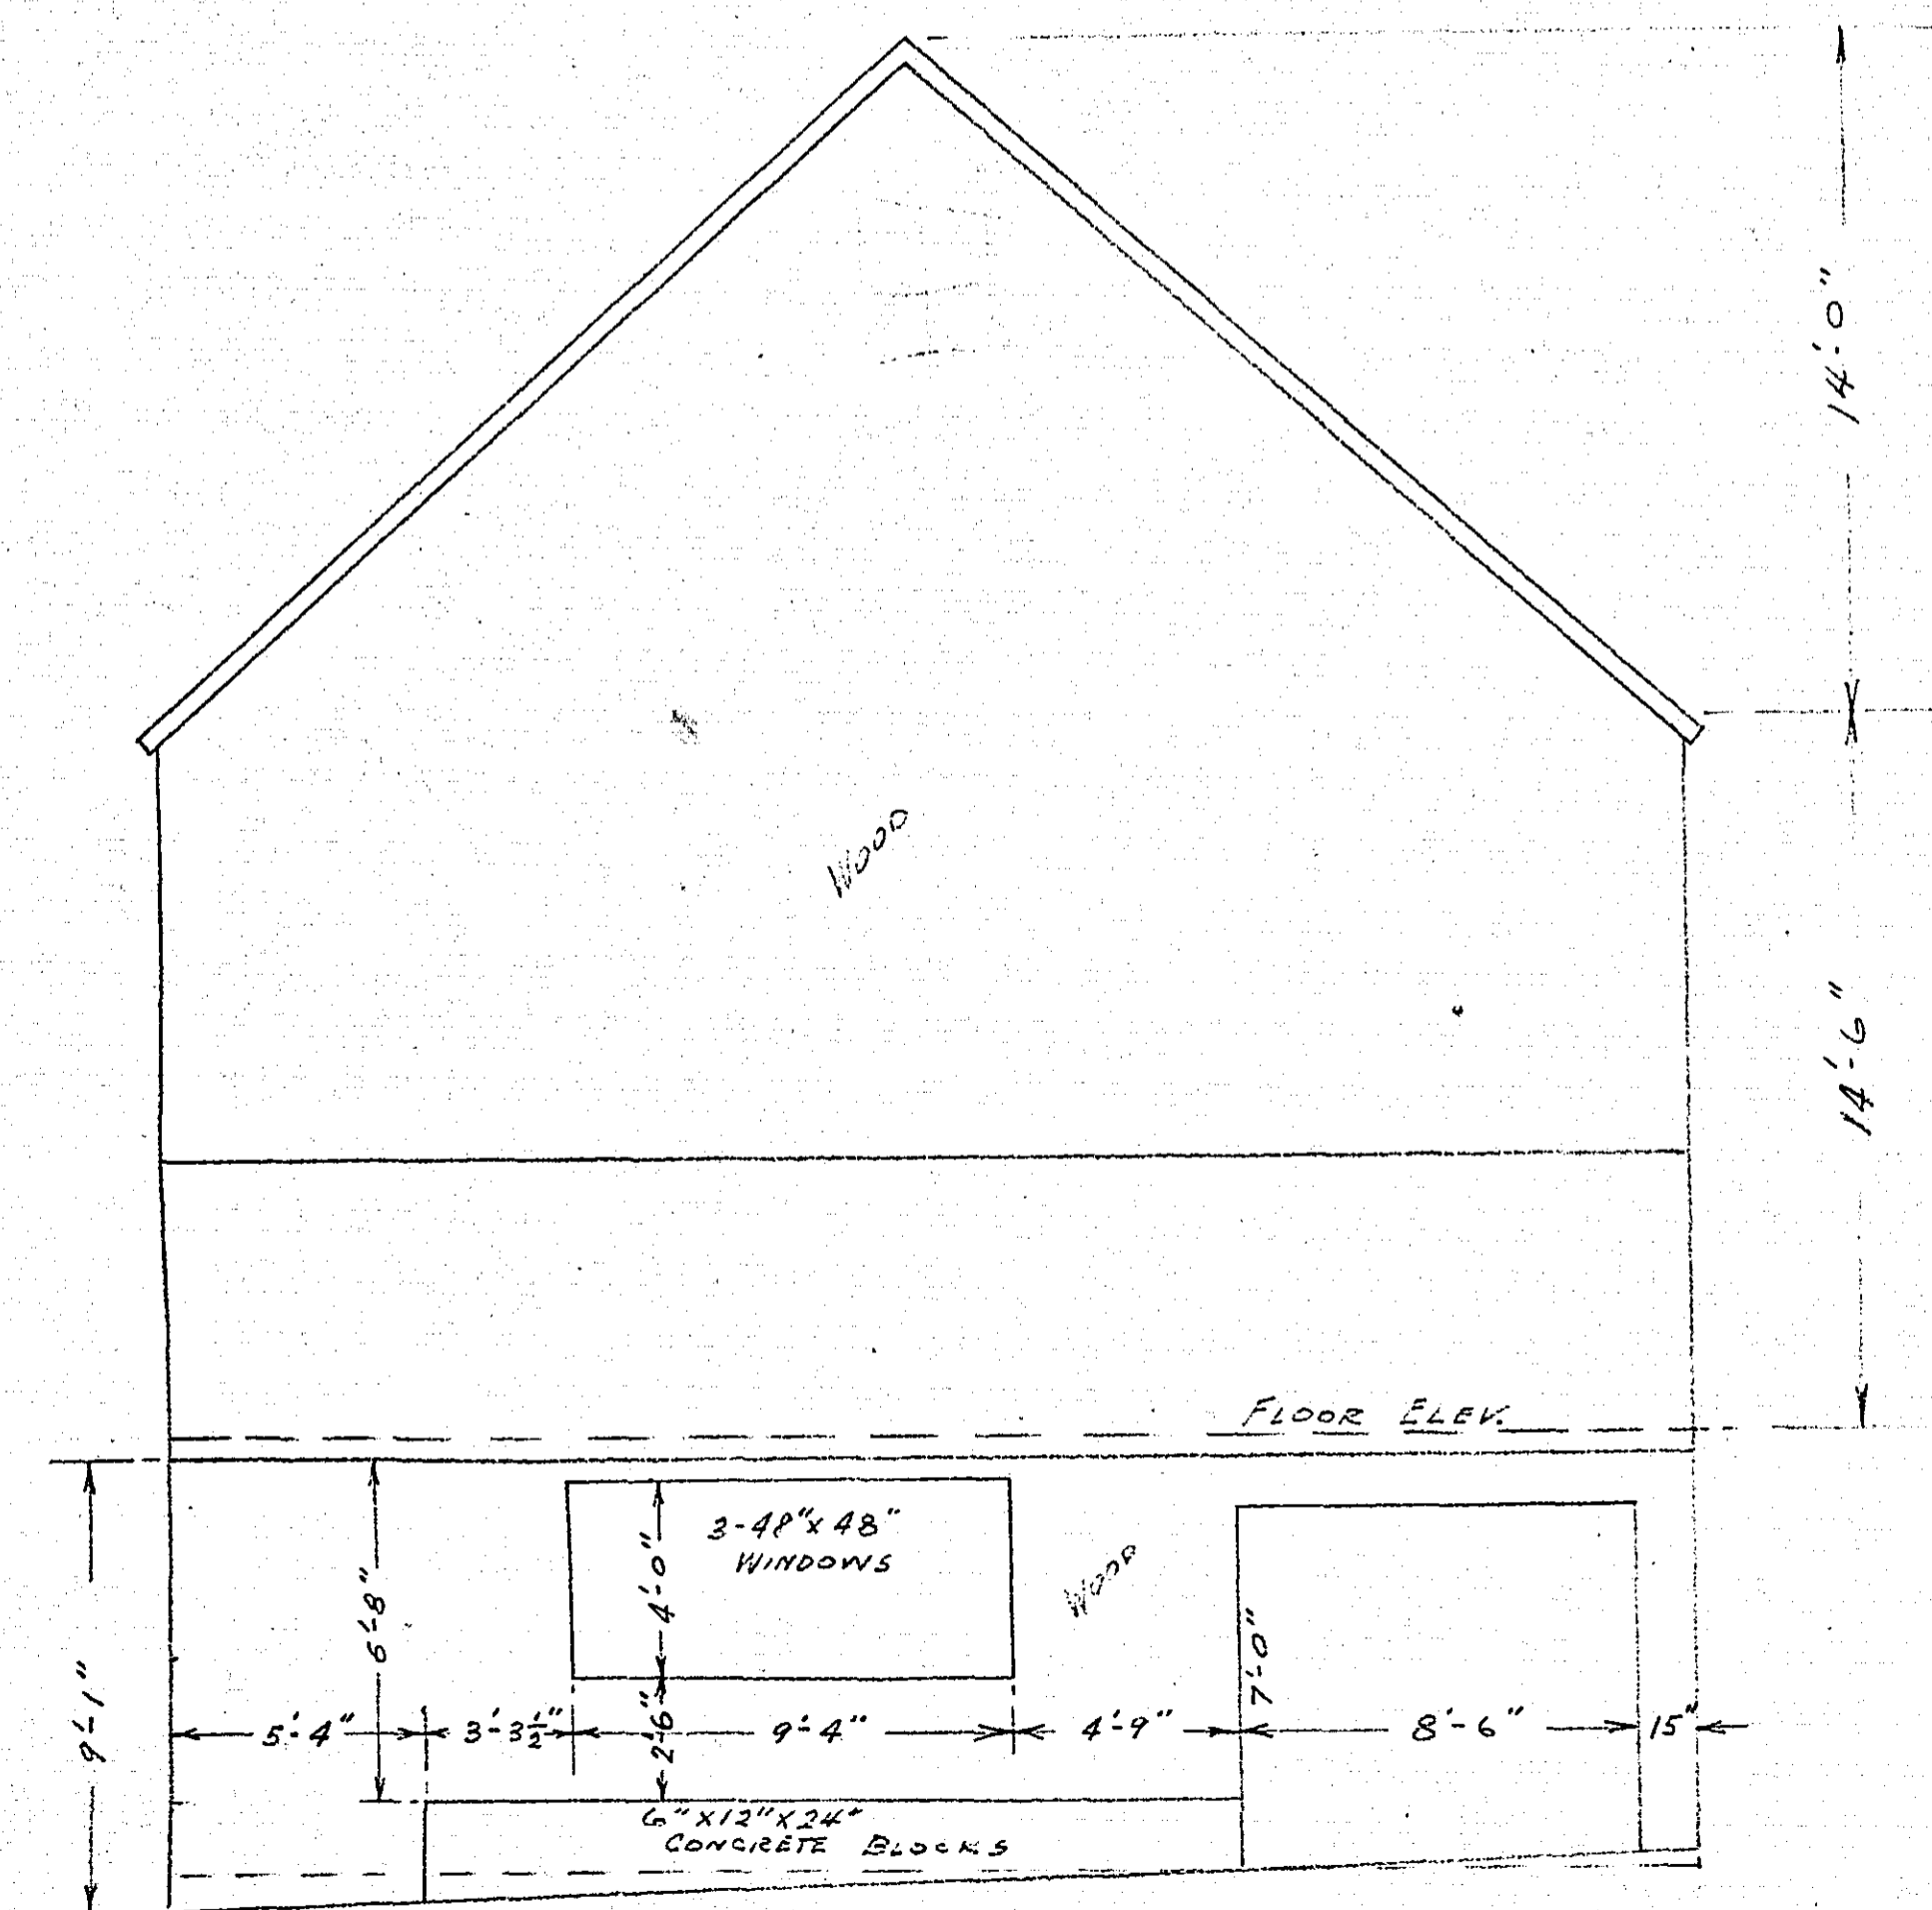 14'-0"
WOOD
14'-6"
FLOOR ELEV.
3-48"x48"
WINDOWS
4'-0"
WOOD
6'-8"
7'-0"
9'-1"
5'-4"
3'-3½"
2'-6"
9'-4"
4'-9"
8'-6"
15"
6"x12"x24"
CONCRETE BLOCKS